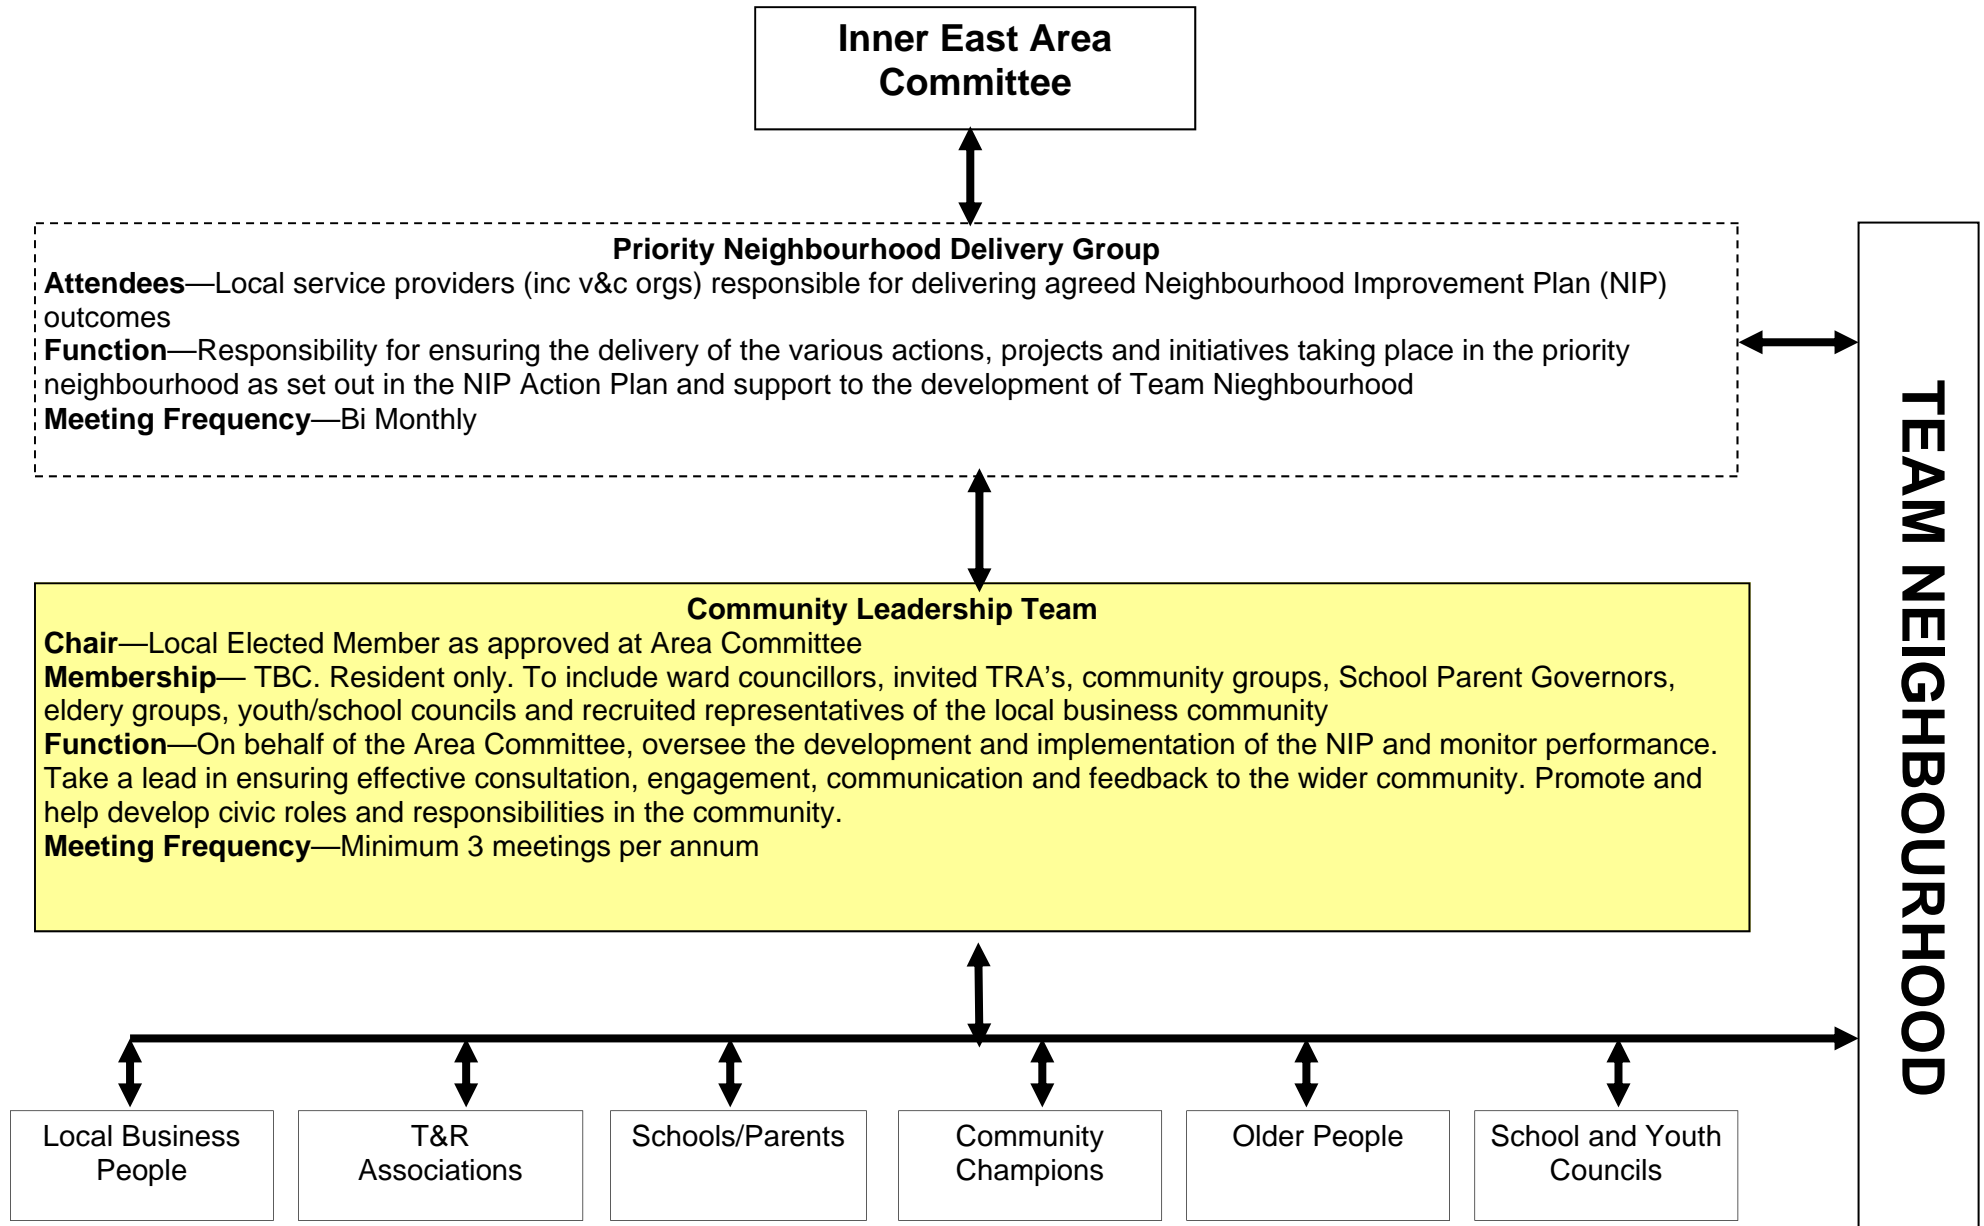 Inner East Area
Committee
Priority Neighbourhood Delivery Group
Attendees—Local service providers (inc v&c orgs) responsible for delivering agreed Neighbourhood Improvement Plan (NIP)
outcomes
Function—Responsibility for ensuring the delivery of the various actions, projects and initiatives taking place in the priority
neighbourhood as set out in the NIP Action Plan and support to the development of Team Nieghbourhood
Meeting Frequency—Bi Monthly
TEAM NEIGHBOURHOOD
Community Leadership Team
Chair—Local Elected Member as approved at Area Committee
Membership— TBC. Resident only. To include ward councillors, invited TRA’s, community groups, School Parent Governors,
eldery groups, youth/school councils and recruited representatives of the local business community
Function—On behalf of the Area Committee, oversee the development and implementation of the NIP and monitor performance.
Take a lead in ensuring effective consultation, engagement, communication and feedback to the wider community. Promote and
help develop civic roles and responsibilities in the community.
Meeting Frequency—Minimum 3 meetings per annum
Local Business
People
T&R
Associations
Schools/Parents
Community
Champions
Older People
School and Youth
Councils